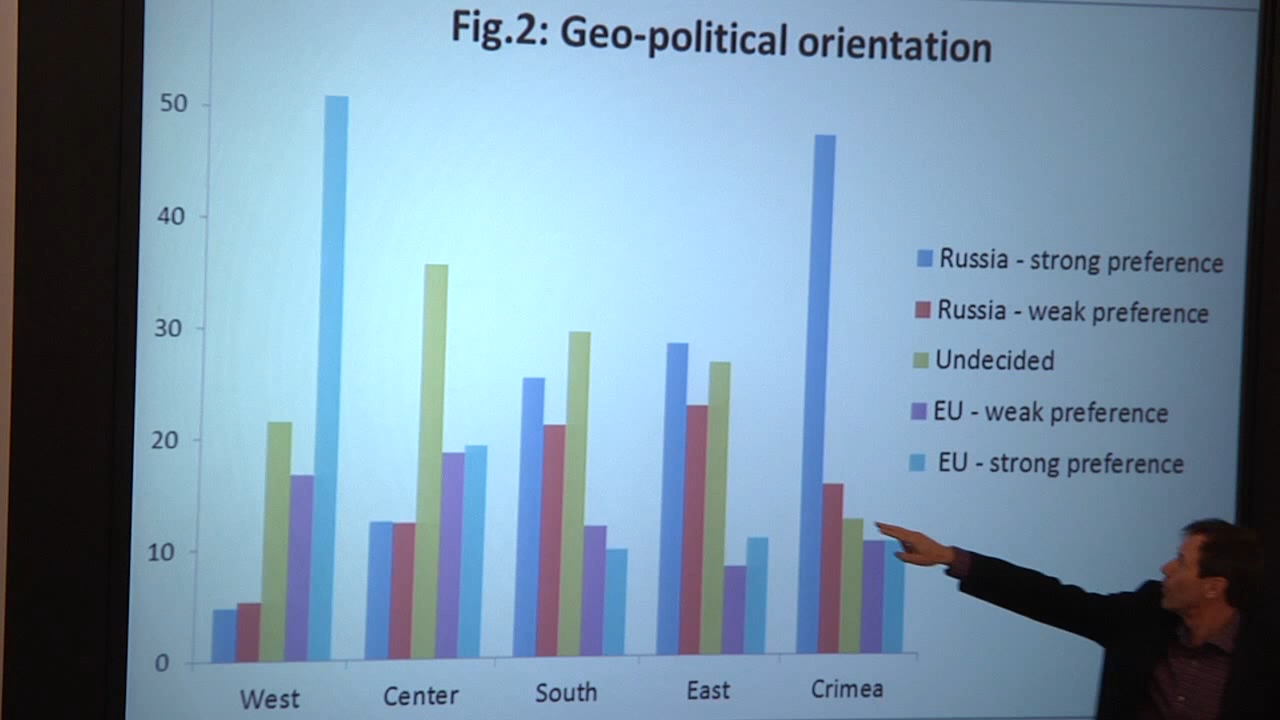 Fig.2: Geo-political orientation
50
40
30
20
10
0
West
Center
South
East
Crimea
Russia - strong preference
Russia - weak preference
Undecided
EU - weak preference
EU - strong preference